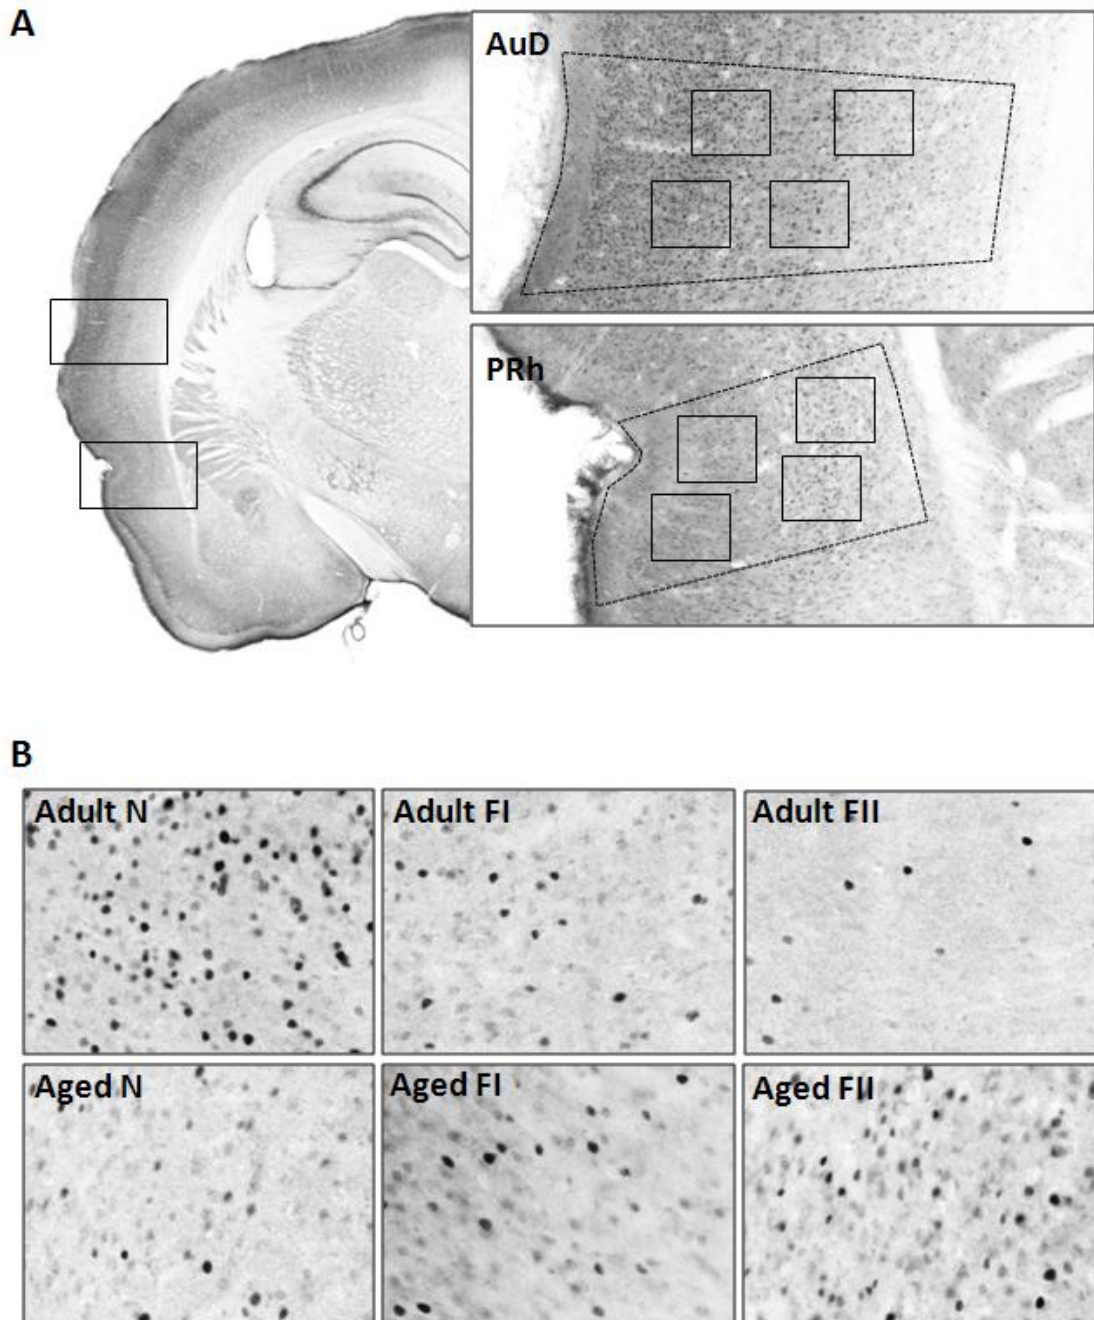 A
AuD
PRh
B
Adult N
Adult FI
Adult FII
Aged N
Aged FI
Aged FII